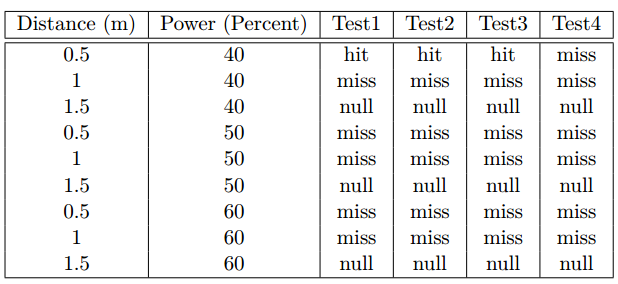 Distance (m) Power (Percent) Test1 Test2 Test3 Test4
0.5 40 hit hit hit miss
1 40 miss miss miss miss
1.5 40 null null null null
0.5 50 miss miss miss miss
1 50 miss miss miss miss
1.5 50 null null null null
0.5 60 miss miss miss miss
1 60 miss miss miss miss
1.5 60 null null null null